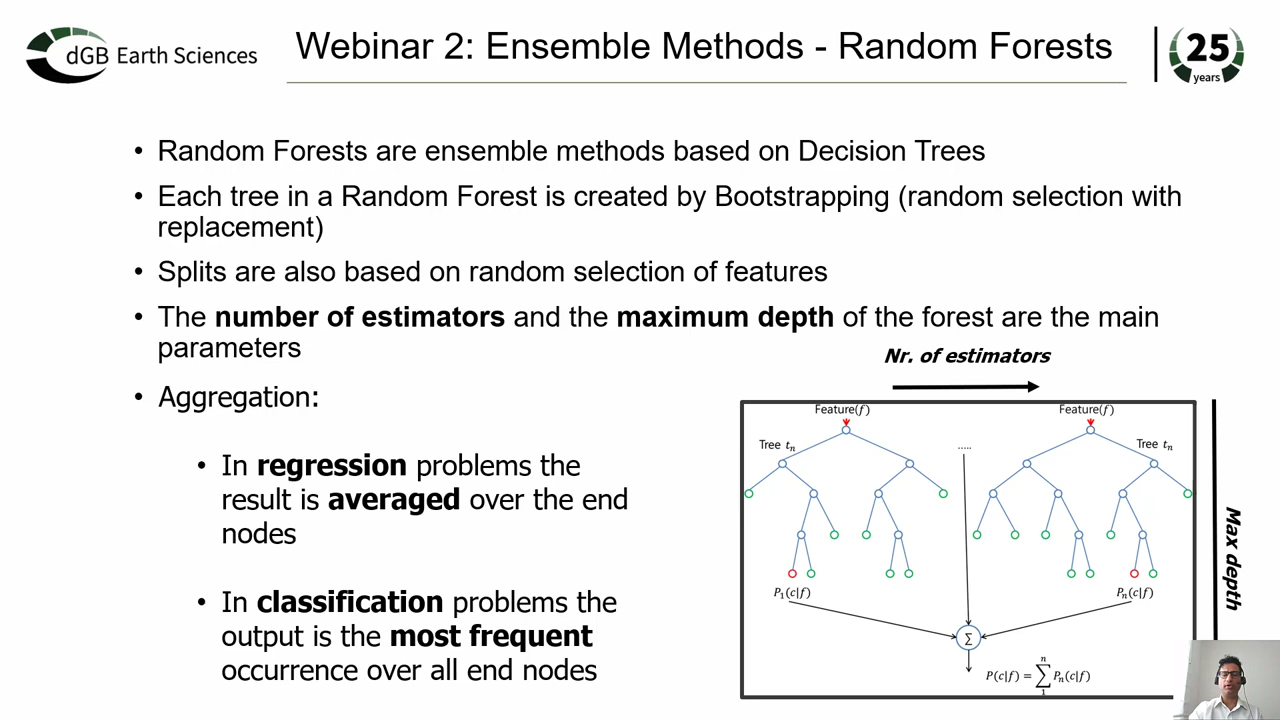 dGB Earth Sciences
Webinar 2: Ensemble Methods - Random Forests
25
years
• Random Forests are ensemble methods based on Decision Trees
• Each tree in a Random Forest is created by Bootstrapping (random selection with
replacement)
• Splits are also based on random selection of features
• The number of estimators and the maximum depth of the forest are the main
parameters
Nr. of estimators
• Aggregation:
• In regression problems the
result is averaged over the end
nodes
• In classification problems the
output is the most frequent
occurrence over all end nodes
Feature(f)
Feature(f)
Tree tₙ
.....
Tree tₙ
P₁(c|f)
Pₙ(c|f)
∑
P(c|f) = ∑₁ⁿ Pₙ(c|f)
Max depth